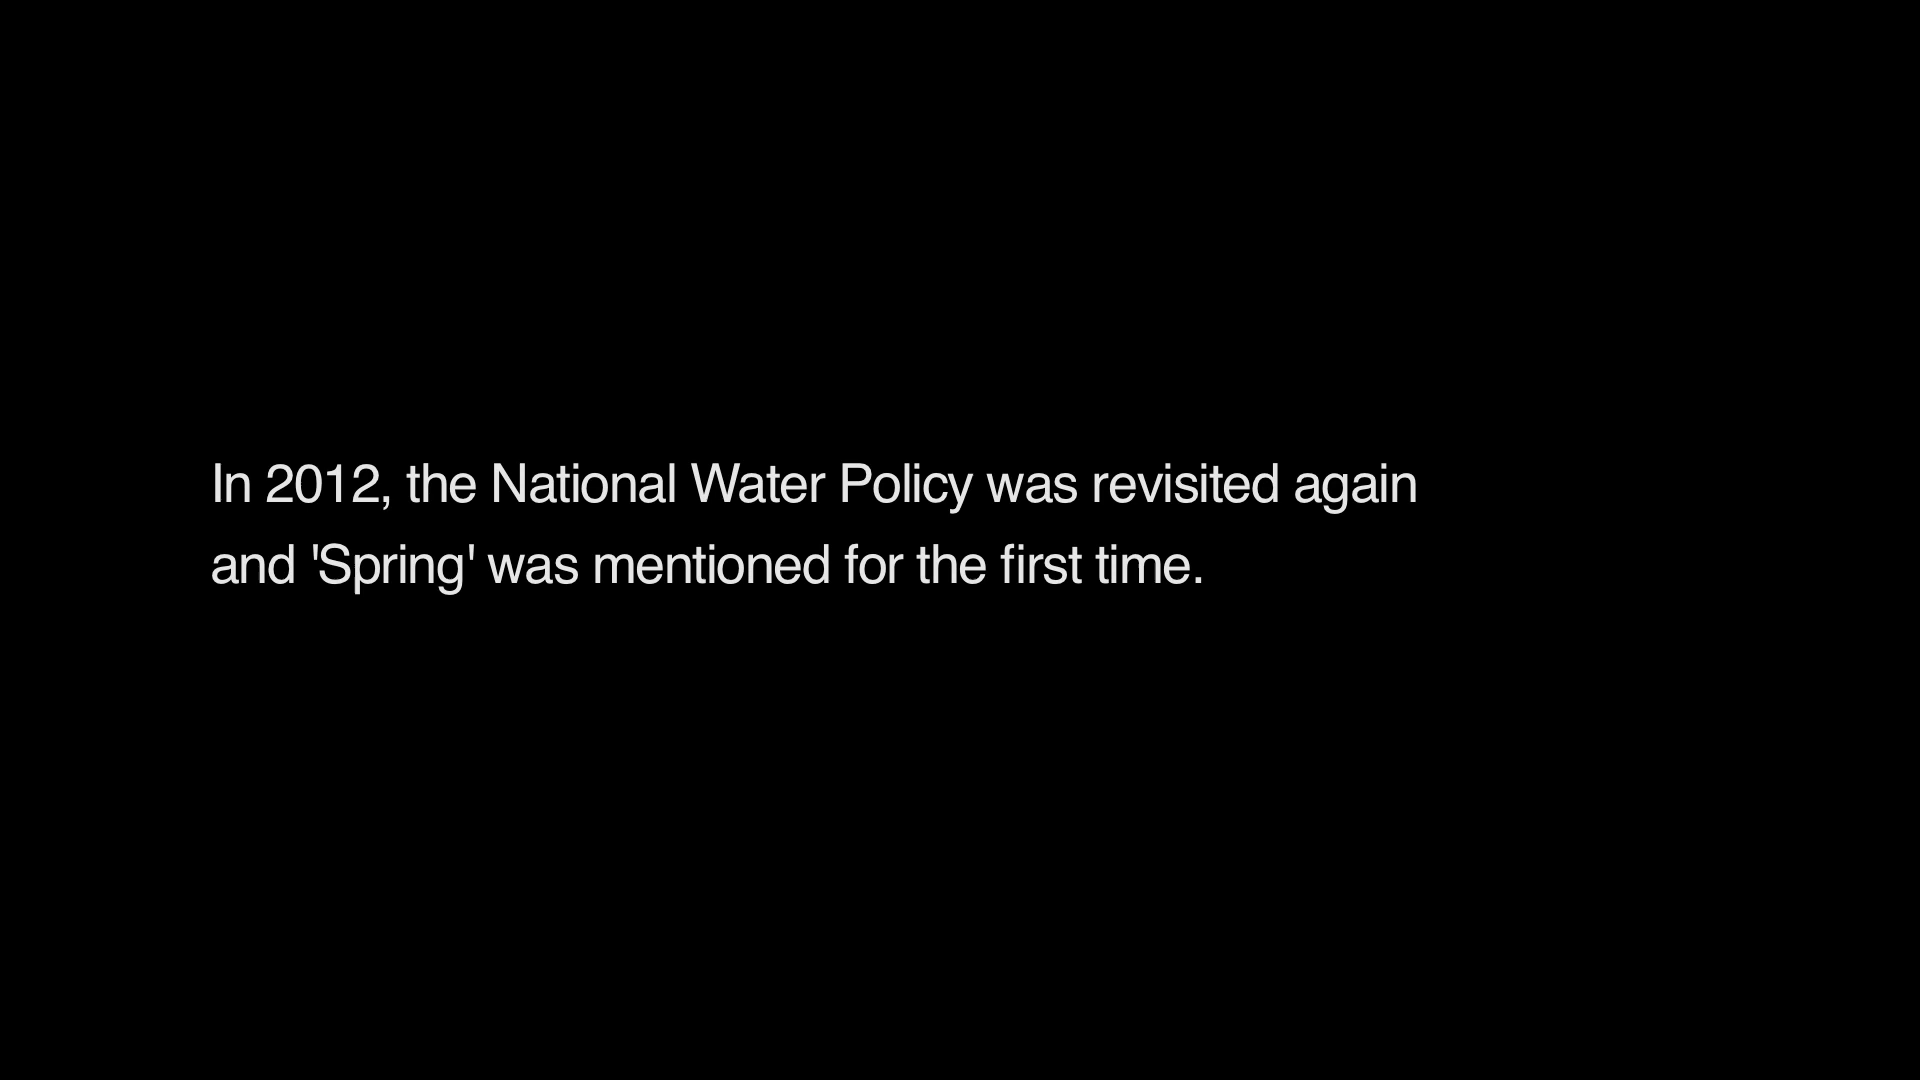 In 2012, the National Water Policy was revisited again
and 'Spring' was mentioned for the first time.